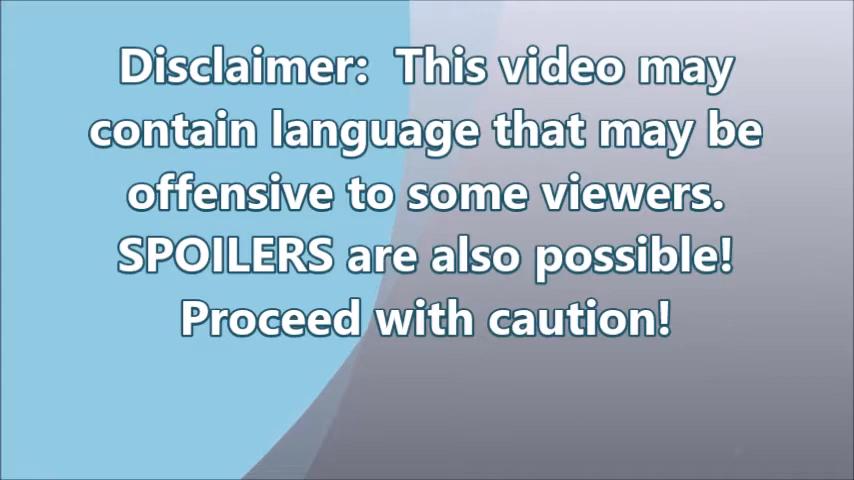 Disclaimer:  This video may
contain language that may be
offensive to some viewers.
SPOILERS are also possible!
Proceed with caution!